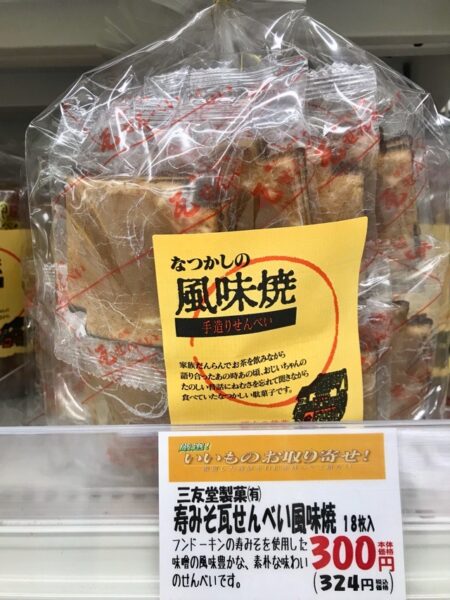 なつかしの
風味焼
手造りせんべい
家族だんらんでお茶を飲みながら
語り合ったあの時あの頃、おじいちゃんの
たのしい昔話にねむさを忘れて聞きながら
食べていたなつかしい駄菓子です。
いいものお取り寄せ!
三友堂製菓㈲
寿みそ瓦せんべい風味焼 18枚入
フンドーキンの寿みそを使用した
味噌の風味豊かな、素朴な味わい
のせんべいです。
300円 本体価格
(324円 税込価格)